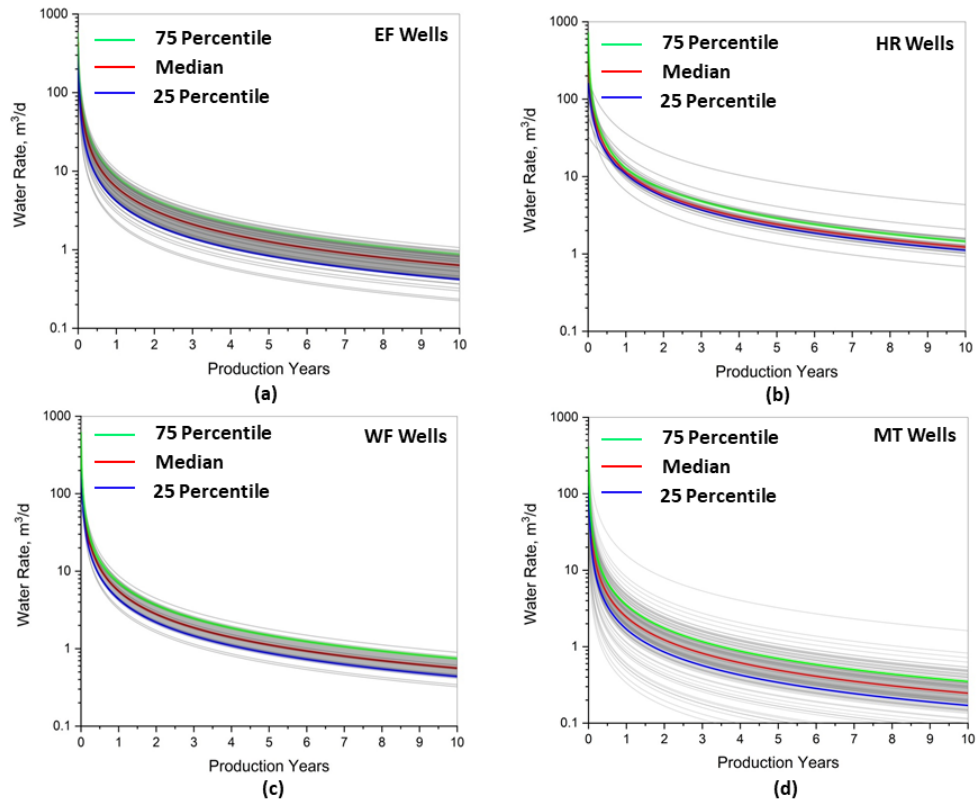 1000
100
10
1
0.1
Water Rate, m³/d
75 Percentile
Median
25 Percentile
EF Wells
0 1 2 3 4 5 6 7 8 9 10
Production Years
(a)
1000
100
10
1
0.1
Water Rate, m³/d
75 Percentile
Median
25 Percentile
HR Wells
0 1 2 3 4 5 6 7 8 9 10
Production Years
(b)
1000
100
10
1
0.1
Water Rate, m³/d
75 Percentile
Median
25 Percentile
WF Wells
0 1 2 3 4 5 6 7 8 9 10
Production Years
(c)
1000
100
10
1
0.1
Water Rate, m³/d
75 Percentile
Median
25 Percentile
MT Wells
0 1 2 3 4 5 6 7 8 9 10
Production Years
(d)